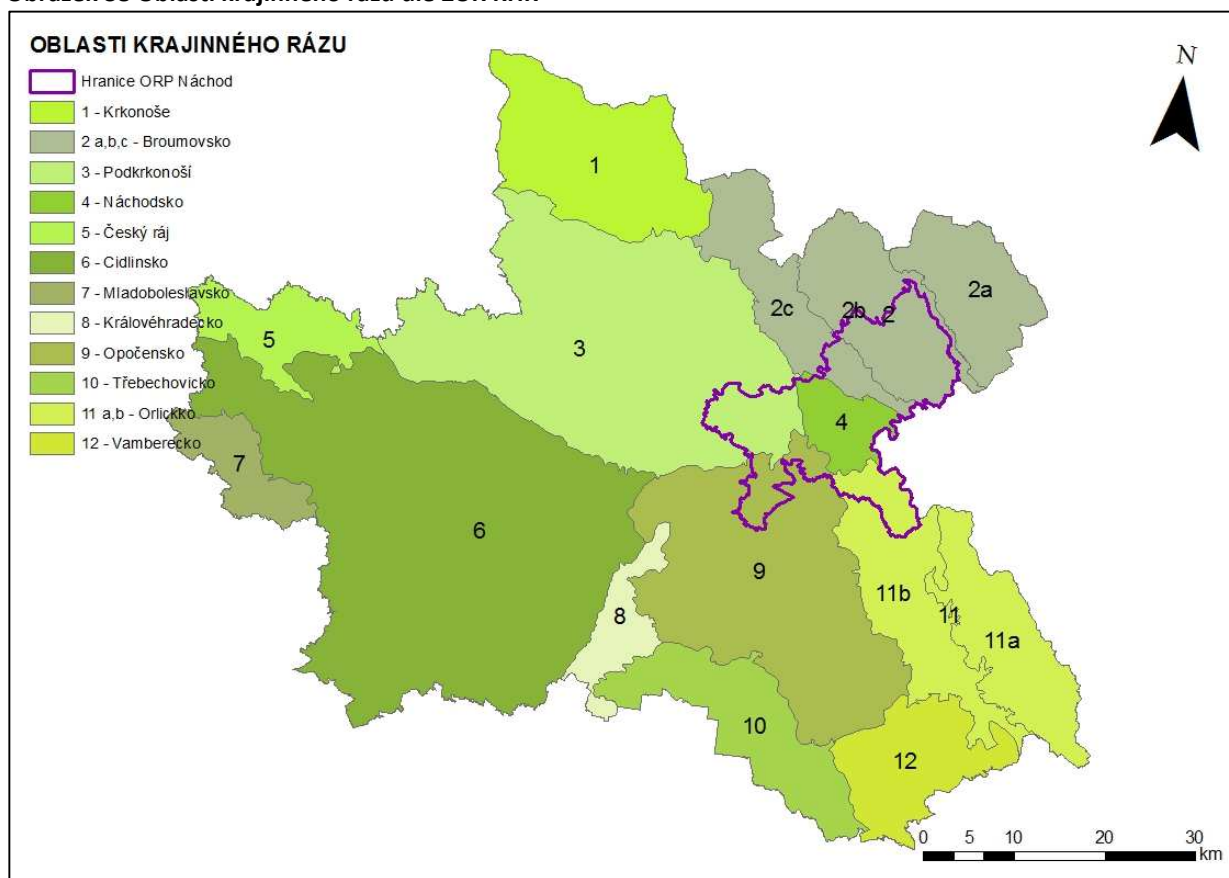 OBLASTI KRAJINNÉHO RÁZU
Hranice ORP Náchod
1 - Krkonoše
2 a,b,c - Broumovsko
3 - Podkrkonoší
4 - Náchodsko
5 - Český ráj
6 - Cidlinsko
7 - Mladoboleslavsko
8 - Královéhradecko
9 - Opočensko
10 - Třebechovicko
11 a,b - Orlickko
12 - Vamberecko
N
1
2a
2c
2b
2
3
5
4
7
6
9
8
11b
11
11a
10
12
0 5 10 20 30
km